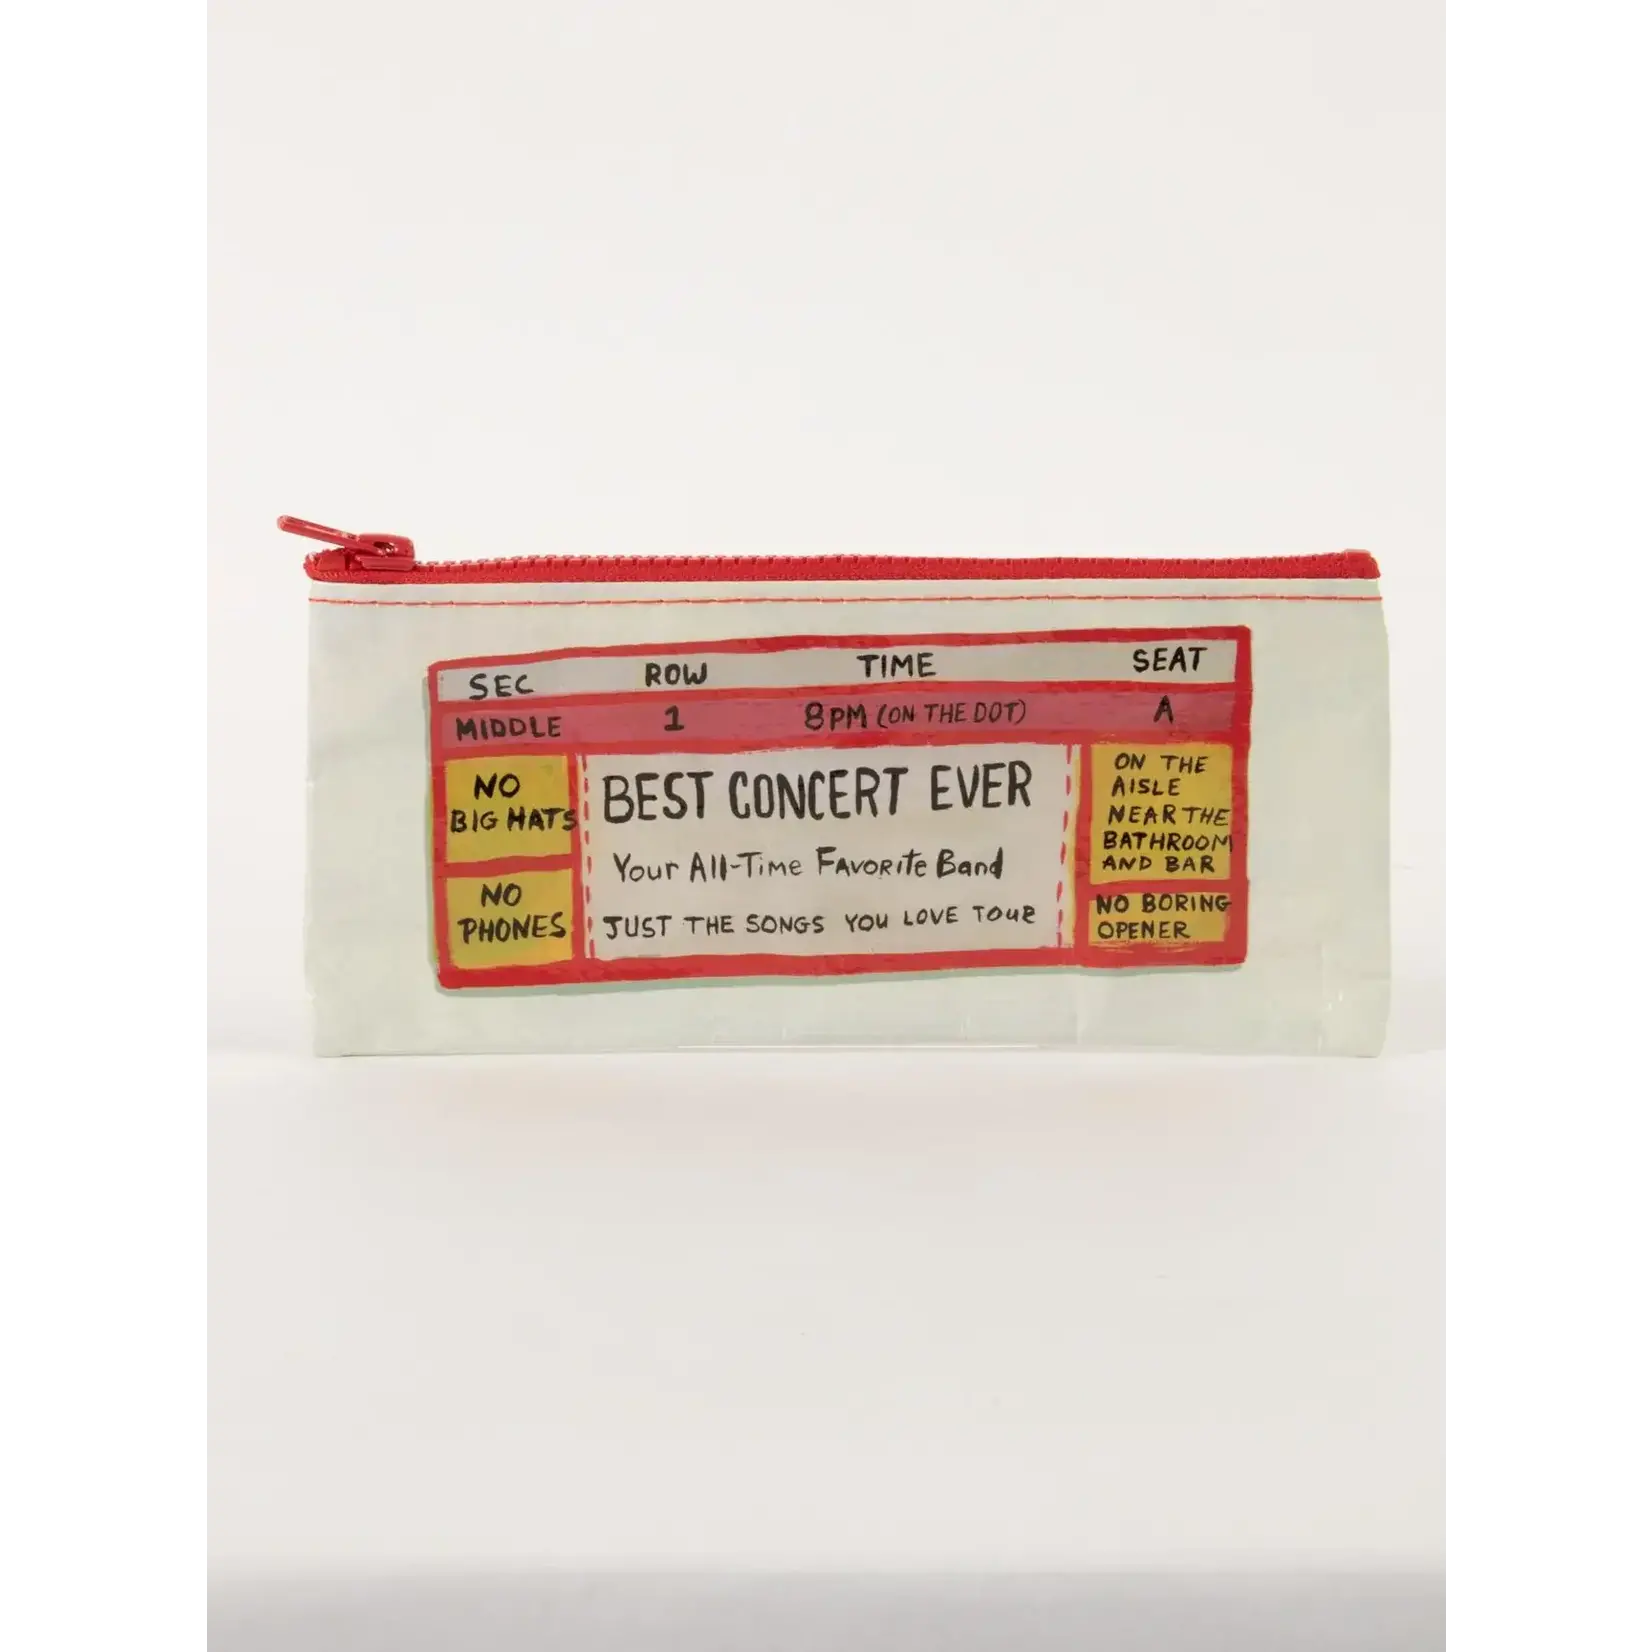 SEC ROW TIME SEAT
MIDDLE 1 8PM (ON THE DOT) A
NO
BIG HATS
NO
PHONES
BEST CONCERT EVER
Your All-Time Favorite Band
JUST THE SONGS YOU LOVE TOUR
ON THE
AISLE
NEAR THE
BATHROOM
AND BAR
NO BORING
OPENER